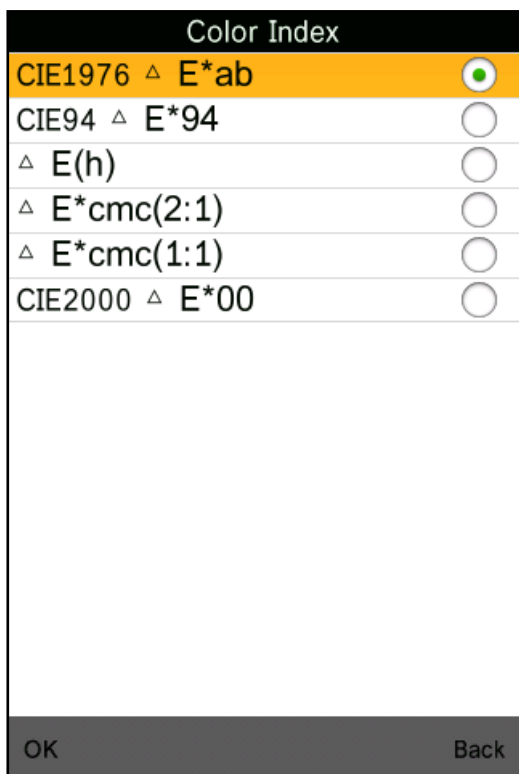 Color Index
CIE1976 △ E*ab
CIE94 △ E*94
△ E(h)
△ E*cmc(2:1)
△ E*cmc(1:1)
CIE2000 △ E*00
OK Back